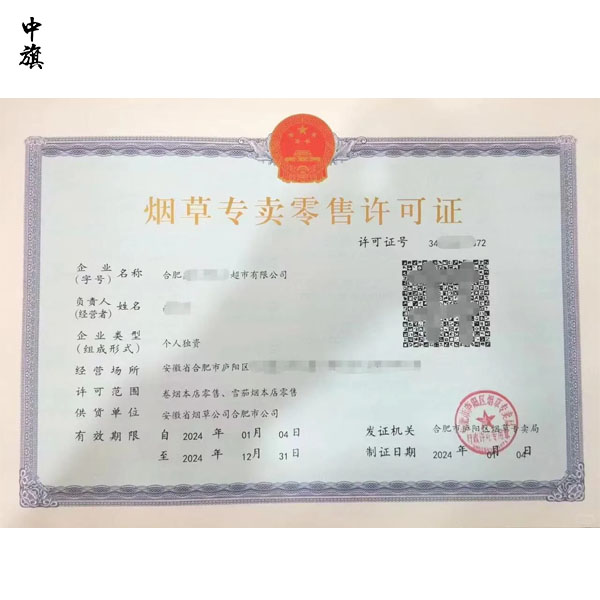 中旗
烟草专卖零售许可证
许可证号 34 72
企业(字号)名称 合肥 超市有限公司
负责人(经营者)姓名
企业类型(组成形式) 个人独资
经营场所 安徽省合肥市庐阳区
许可范围 卷烟本店零售、雪茄烟本店零售
供货单位 安徽省烟草公司合肥市公司
有效期限 自 2024 年 01 月 04 日
至 2024 年 12 月 31 日
发证机关 合肥市庐阳区烟草专卖局
制证日期 2024 年 01 月 04 日